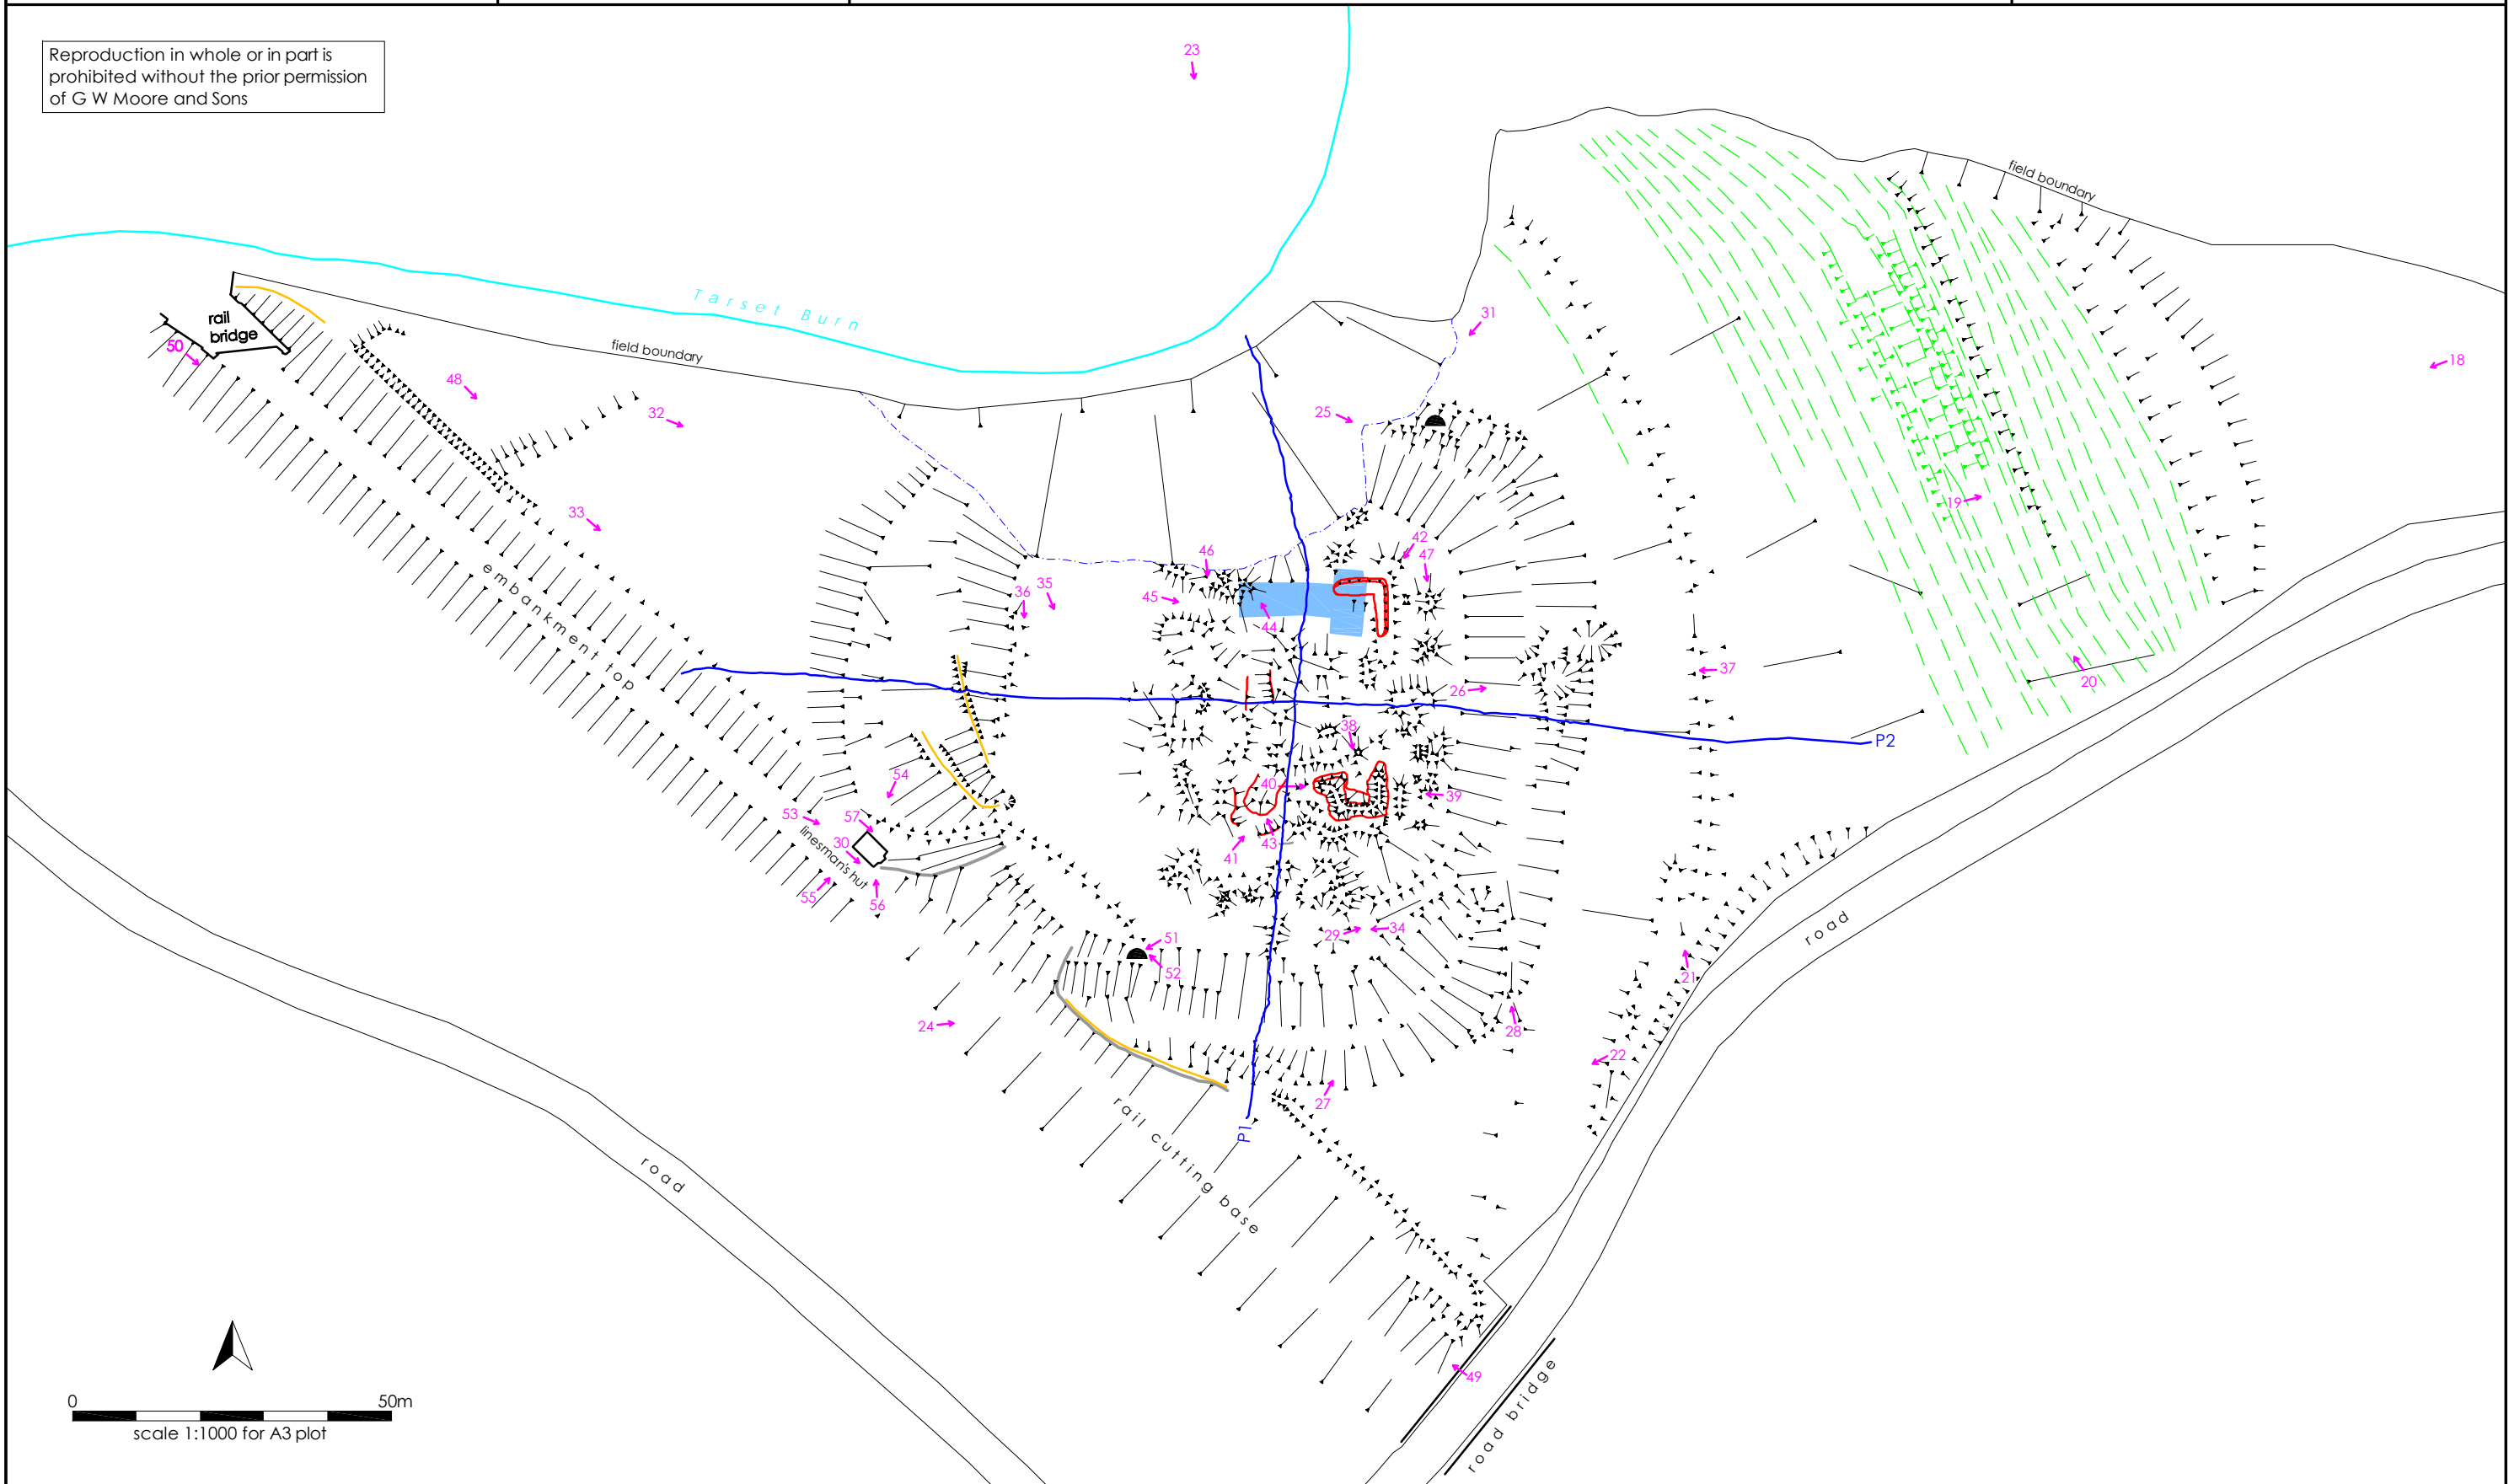 Reproduction in whole or in part is
prohibited without the prior permission
of G W Moore and Sons
23
field boundary
Tarset Burn
31
rail
bridge
50
field boundary
18
48
32
25
19
33
42
46
47
35
36
45
44
embankment top
37
20
26
38
P2
54
40
39
53
57
linesman's hut
30
43
41
55
56
29
34
51
road
52
21
24
28
22
27
rail cutting base
P1
road
49
road bridge
0 50m
scale 1:1000 for A3 plot